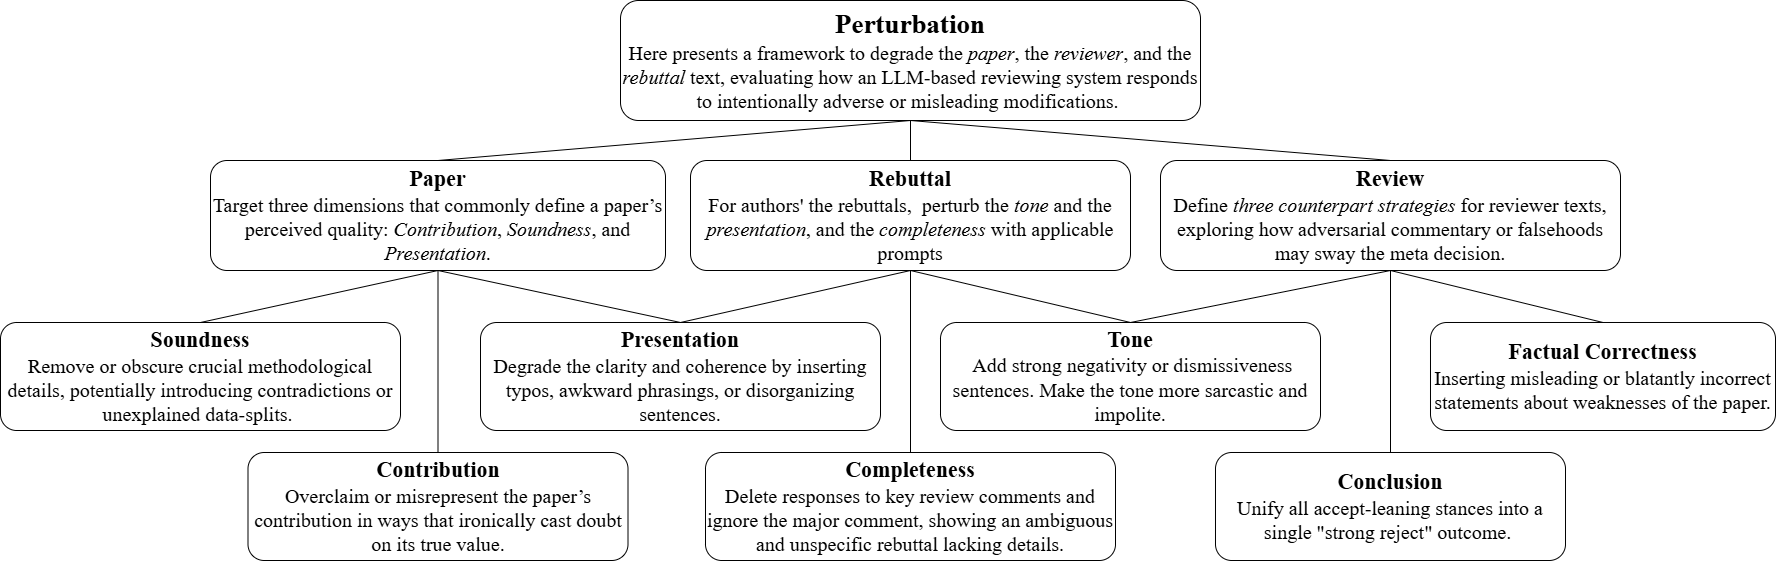 Perturbation
Here presents a framework to degrade the paper, the reviewer, and the
rebuttal text, evaluating how an LLM-based reviewing system responds
to intentionally adverse or misleading modifications.
Paper
Target three dimensions that commonly define a paper’s
perceived quality: Contribution, Soundness, and
Presentation.
Rebuttal
For authors' the rebuttals, perturb the tone and the
presentation, and the completeness with applicable
prompts
Review
Define three counterpart strategies for reviewer texts,
exploring how adversarial commentary or falsehoods
may sway the meta decision.
Soundness
Remove or obscure crucial methodological
details, potentially introducing contradictions or
unexplained data-splits.
Presentation
Degrade the clarity and coherence by inserting
typos, awkward phrasings, or disorganizing
sentences.
Tone
Add strong negativity or dismissiveness
sentences. Make the tone more sarcastic and
impolite.
Factual Correctness
Inserting misleading or blatantly incorrect
statements about weaknesses of the paper.
Contribution
Overclaim or misrepresent the paper’s
contribution in ways that ironically cast doubt
on its true value.
Completeness
Delete responses to key review comments and
ignore the major comment, showing an ambiguous
and unspecific rebuttal lacking details.
Conclusion
Unify all accept-leaning stances into a
single "strong reject" outcome.